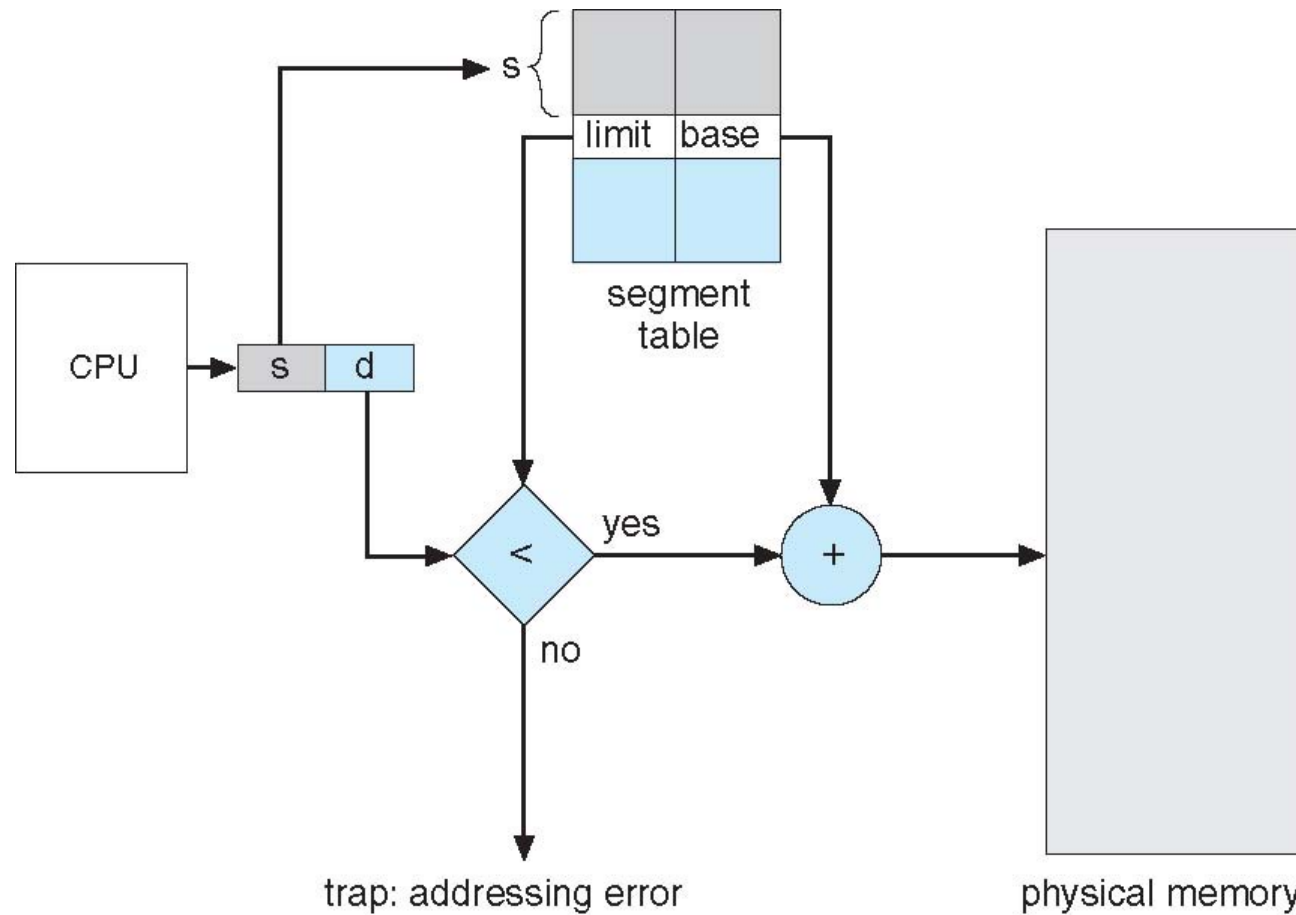 s
limit base
segment
table
CPU
s d
yes
<
+
no
trap: addressing error
physical memory